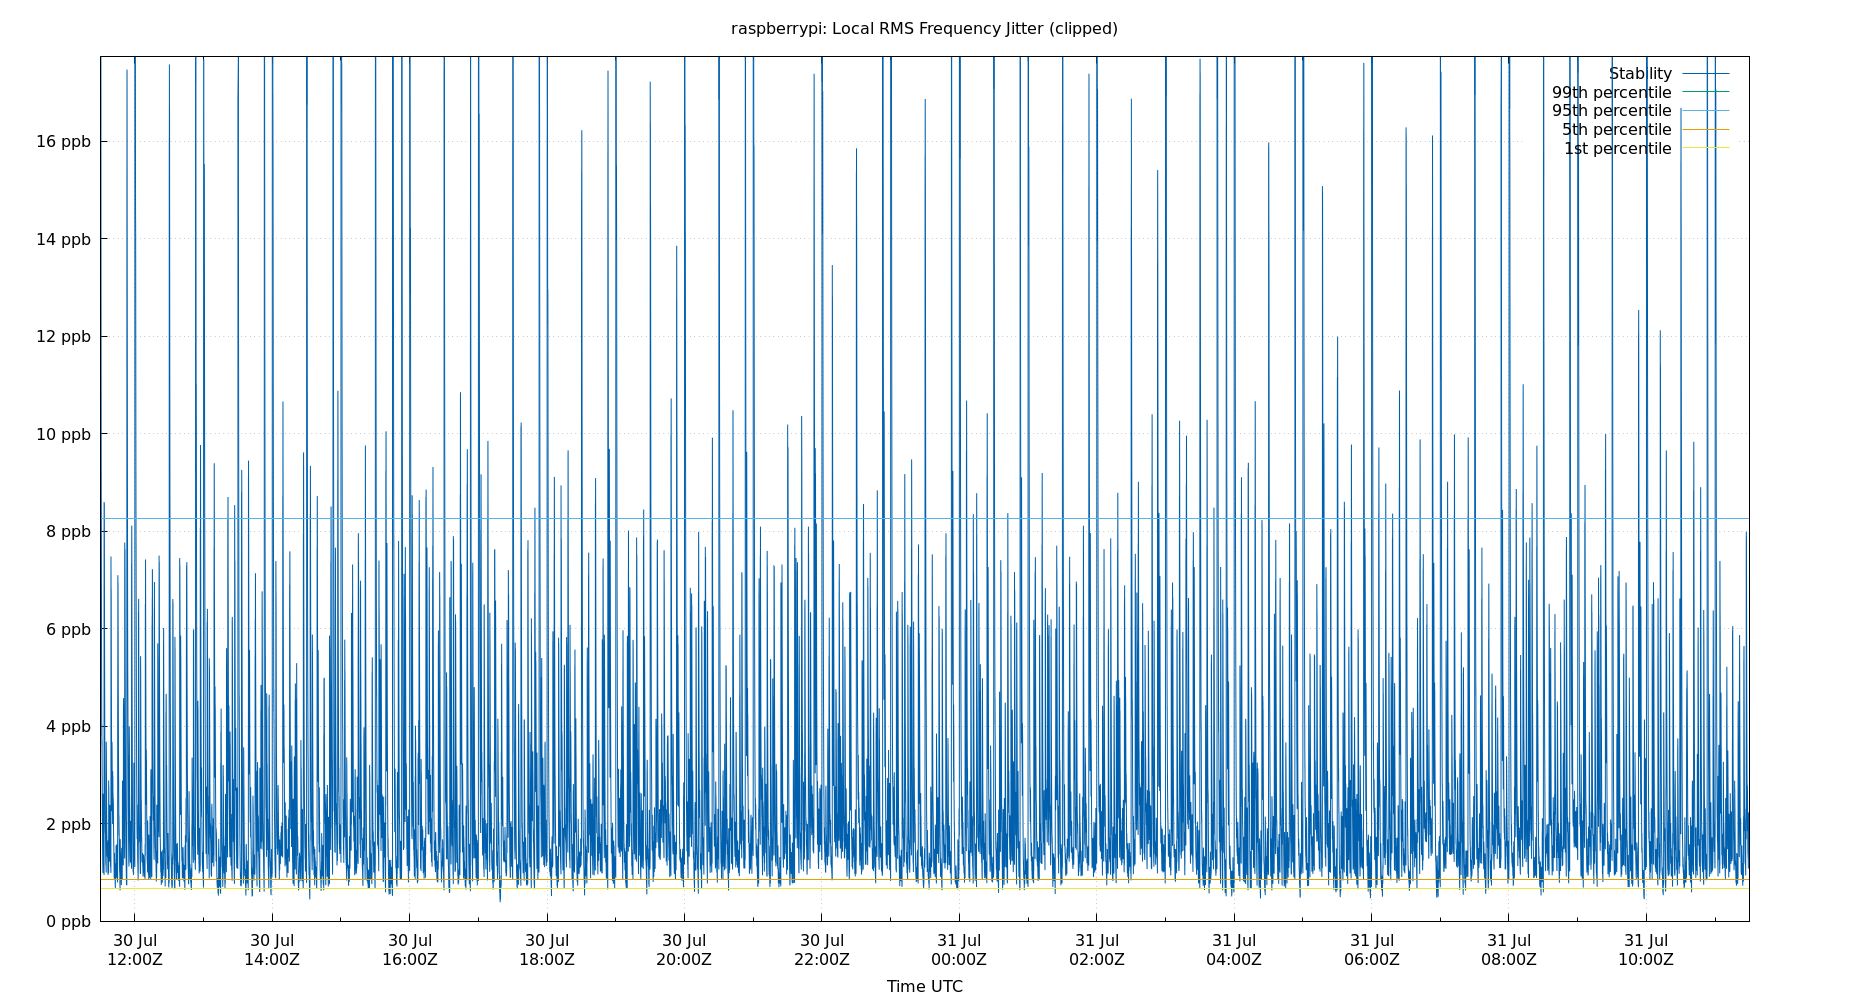 raspberrypi: Local RMS Frequency Jitter (clipped)
Stability
99th percentile
95th percentile
5th percentile
1st percentile
16 ppb
14 ppb
12 ppb
10 ppb
8 ppb
6 ppb
4 ppb
2 ppb
0 ppb
30 Jul 30 Jul 30 Jul 30 Jul 30 Jul 30 Jul 31 Jul 31 Jul 31 Jul 31 Jul 31 Jul 31 Jul
12:00Z 14:00Z 16:00Z 18:00Z 20:00Z 22:00Z 00:00Z 02:00Z 04:00Z 06:00Z 08:00Z 10:00Z
Time UTC